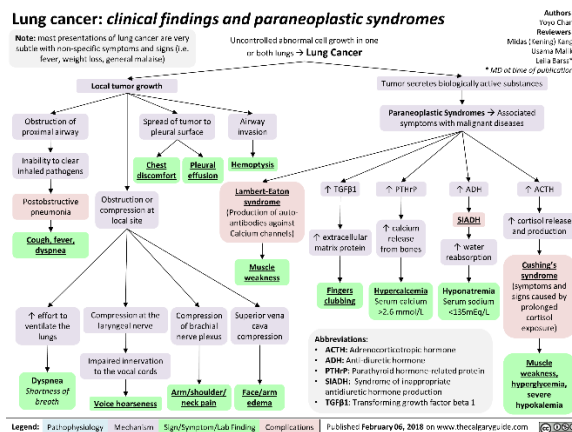 Lung cancer: clinical findings and paraneoplastic syndromes
Authors
Yoyo Chan
Reviewers
Midas (Kening) Kang
Usama Malik
Leila Barss*
* MD at time of publication
Note: most presentations of lung cancer are very
subtle with non-specific symptoms and signs (i.e.
fever, weight loss, general malaise)
Uncontrolled abnormal cell growth in one
or both lungs → Lung Cancer
Local tumor growth
Tumor secretes biologically active substances
Paraneoplastic Syndromes → Associated
symptoms with malignant diseases
Obstruction of
proximal airway
Inability to clear
inhaled pathogens
Postobstructive
pneumonia
Cough, fever,
dyspnea
Spread of tumor to
pleural surface
Chest
discomfort
Pleural
effusion
Airway
invasion
Hemoptysis
Obstruction or
compression at
local site
↑ effort to
ventilate the
lungs
Dyspnea
Shortness of
breath
Compression at the
laryngeal nerve
Impaired innervation
to the vocal cords
Voice hoarseness
Compression
of brachial
nerve plexus
Arm/shoulder/
neck pain
Superior vena
cava
compression
Face/arm
edema
Lambert-Eaton
syndrome
(Production of auto-
antibodies against
Calcium channels)
Muscle
weakness
↑ TGFβ1
↑ extracellular
matrix protein
Fingers
clubbing
↑ PTHrP
↑ calcium
release
from bones
Hypercalcemia
Serum calcium
>2.6 mmol/L
↑ ADH
SIADH
↑ water
reabsorption
Hyponatremia
Serum sodium
<135mEq/L
↑ ACTH
↑ cortisol release
and production
Cushing's
syndrome
(symptoms and
signs caused by
prolonged
cortisol
exposure)
Muscle
weakness,
hyperglycemia,
severe
hypokalemia
Abbreviations:
• ACTH: Adrenocorticotropic hormone
• ADH: Anti-diuretic hormone
• PTHrP: Parathyroid hormone-related protein
• SIADH: Syndrome of inappropriate
antidiuretic hormone production
• TGFβ1: Transforming growth factor beta 1
Legend: Pathophysiology Mechanism Sign/Symptom/Lab Finding Complications
Published February 06, 2018 on www.thecalgaryguide.com